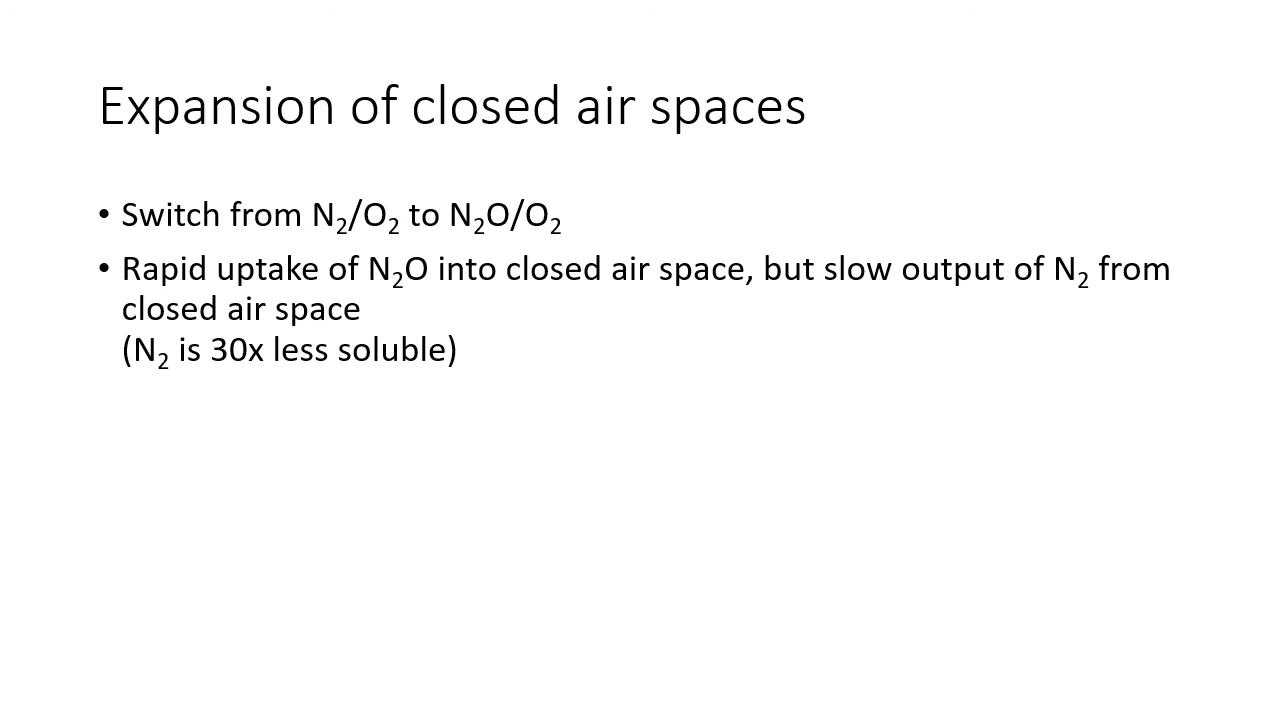 Expansion of closed air spaces
• Switch from N₂/O₂ to N₂O/O₂
• Rapid uptake of N₂O into closed air space, but slow output of N₂ from
closed air space
(N₂ is 30x less soluble)